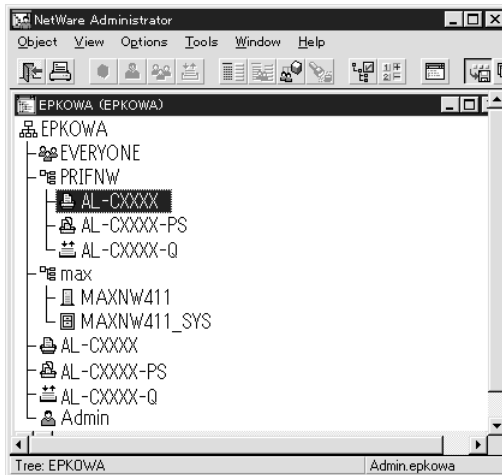 NetWare Administrator
Object View Options Tools Window Help
EPKOWA (EPKOWA)
EPKOWA
EVERYONE
PRIFNW
AL-CXXXX
AL-CXXXX-PS
AL-CXXXX-Q
max
MAXNW411
MAXNW411_SYS
AL-CXXXX
AL-CXXXX-PS
AL-CXXXX-Q
Admin
Tree: EPKOWA Admin.epkowa